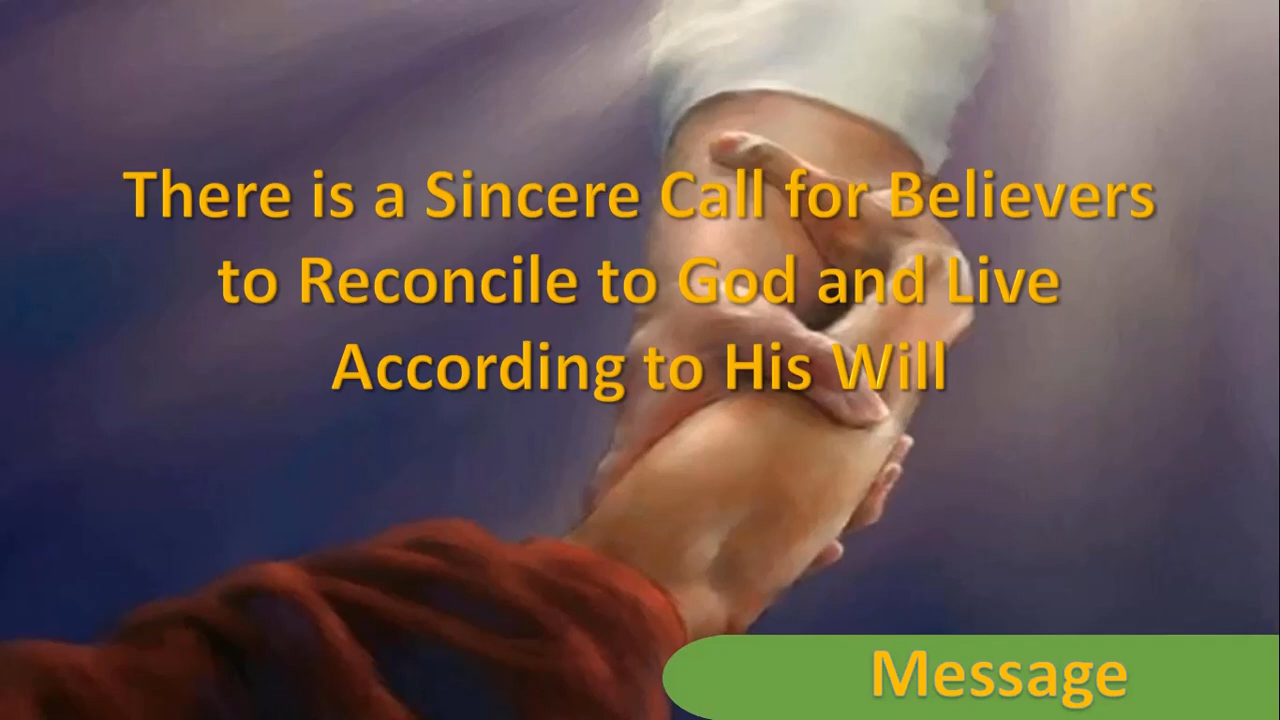 There is a Sincere Call for Believers
to Reconcile to God and Live
According to His Will
Message